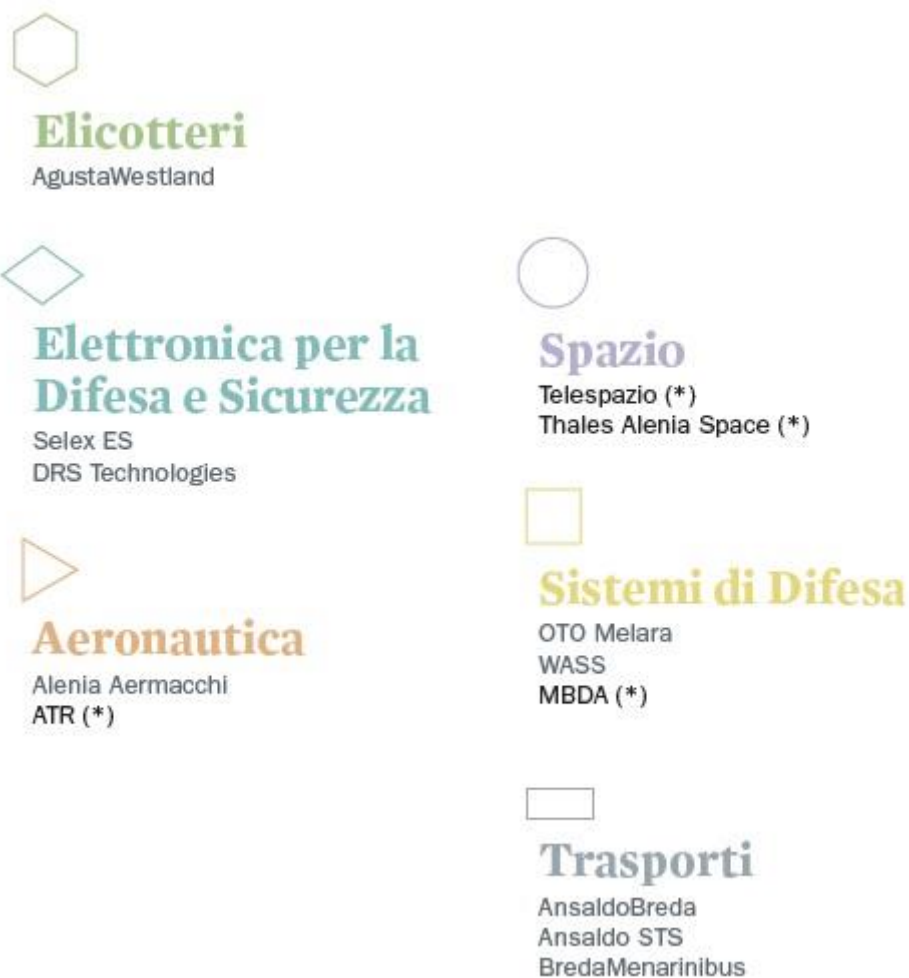 Elicotteri
AgustaWestland
Elettronica per la
Difesa e Sicurezza
Selex ES
DRS Technologies
Aeronautica
Alenia Aermacchi
ATR (*)
Spazio
Telespazio (*)
Thales Alenia Space (*)
Sistemi di Difesa
OTO Melara
WASS
MBDA (*)
Trasporti
AnsaldoBreda
Ansaldo STS
BredaMenarinibus